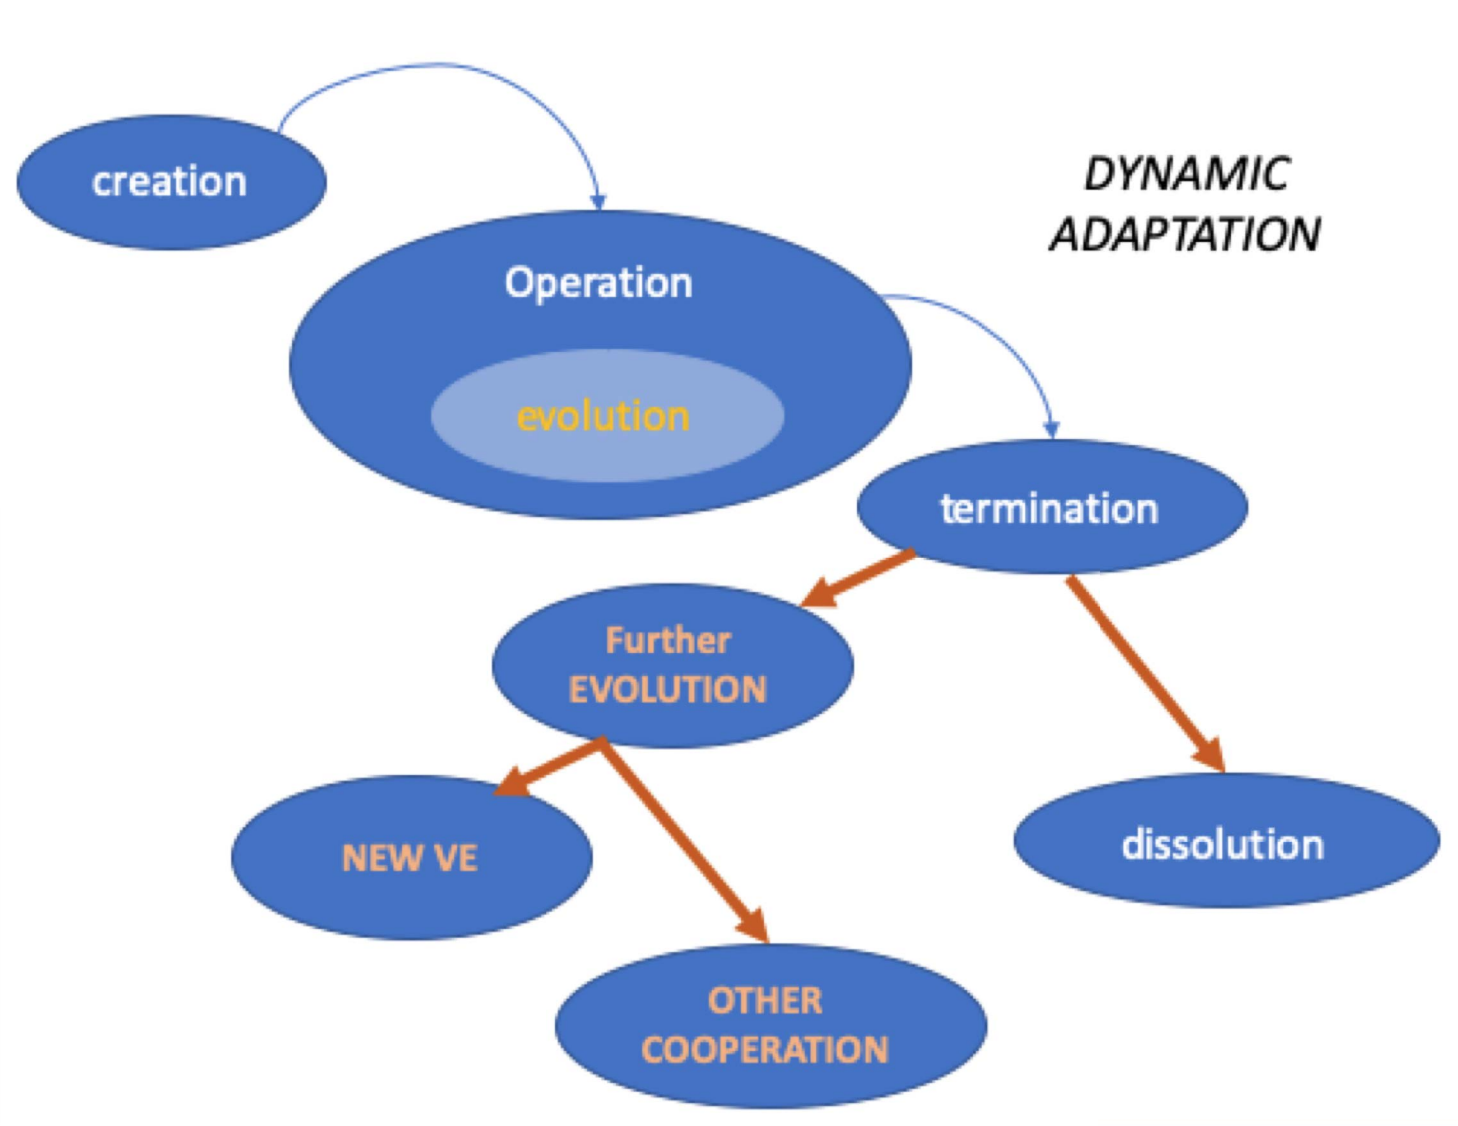 creation
DYNAMIC
ADAPTATION
Operation
evolution
termination
Further
EVOLUTION
NEW VE
dissolution
OTHER
COOPERATION